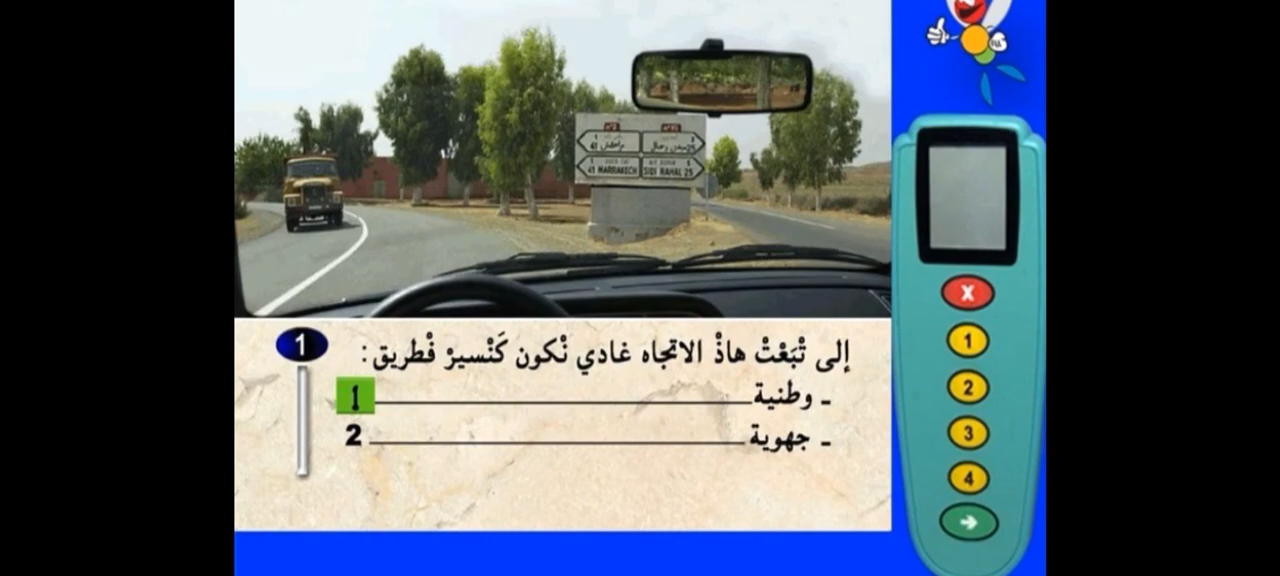 41 MARRAKECH
SIDI RAHAL 25
1
إلى تْبَعْتْ هاذْ الاتجاه غادي نْكون كَنْسيرْ فْطريق :
ـ وطنية 1
ـ جهوية 2
X
1
2
3
4